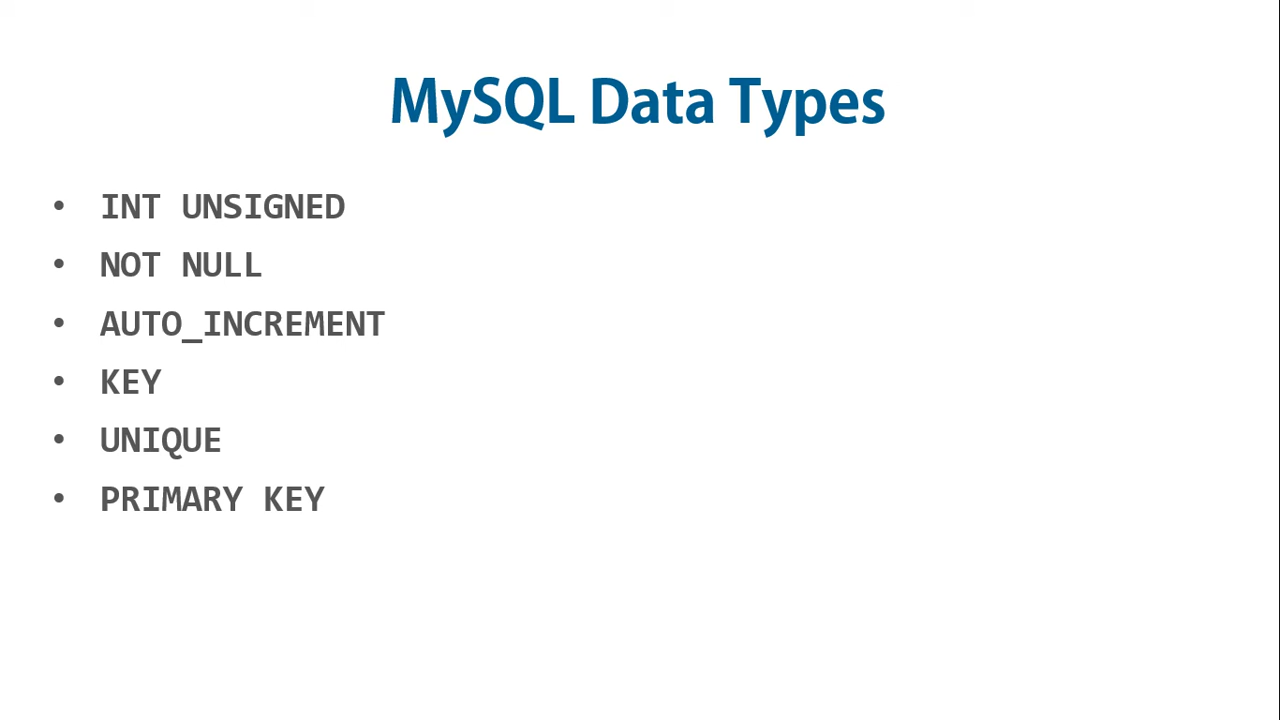 MySQL Data Types
• INT UNSIGNED
• NOT NULL
• AUTO_INCREMENT
• KEY
• UNIQUE
• PRIMARY KEY